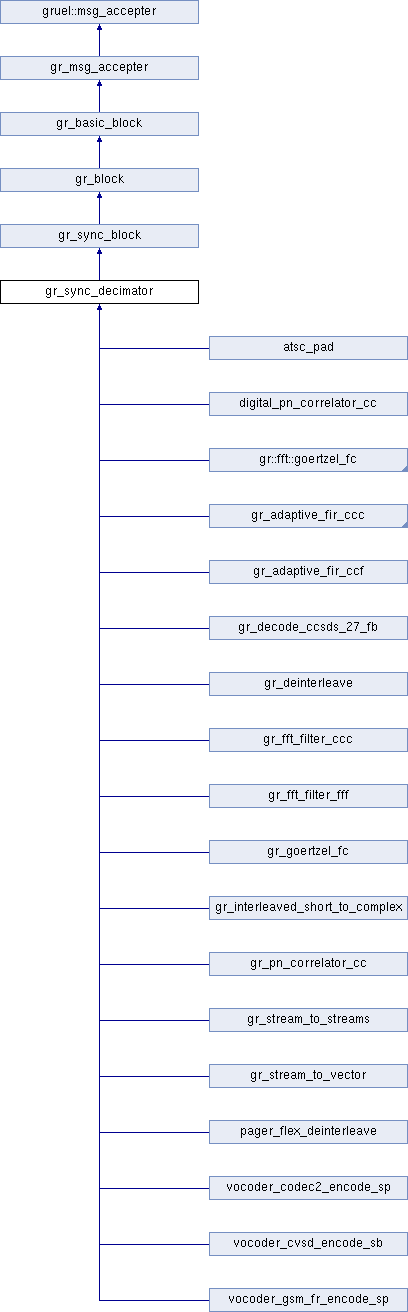 gruel::msg_accepter
gr_msg_accepter
gr_basic_block
gr_block
gr_sync_block
gr_sync_decimator
atsc_pad
digital_pn_correlator_cc
gr::fft::goertzel_fc
gr_adaptive_fir_ccc
gr_adaptive_fir_ccf
gr_decode_ccsds_27_fb
gr_deinterleave
gr_fft_filter_ccc
gr_fft_filter_fff
gr_goertzel_fc
gr_interleaved_short_to_complex
gr_pn_correlator_cc
gr_stream_to_streams
gr_stream_to_vector
pager_flex_deinterleave
vocoder_codec2_encode_sp
vocoder_cvsd_encode_sb
vocoder_gsm_fr_encode_sp